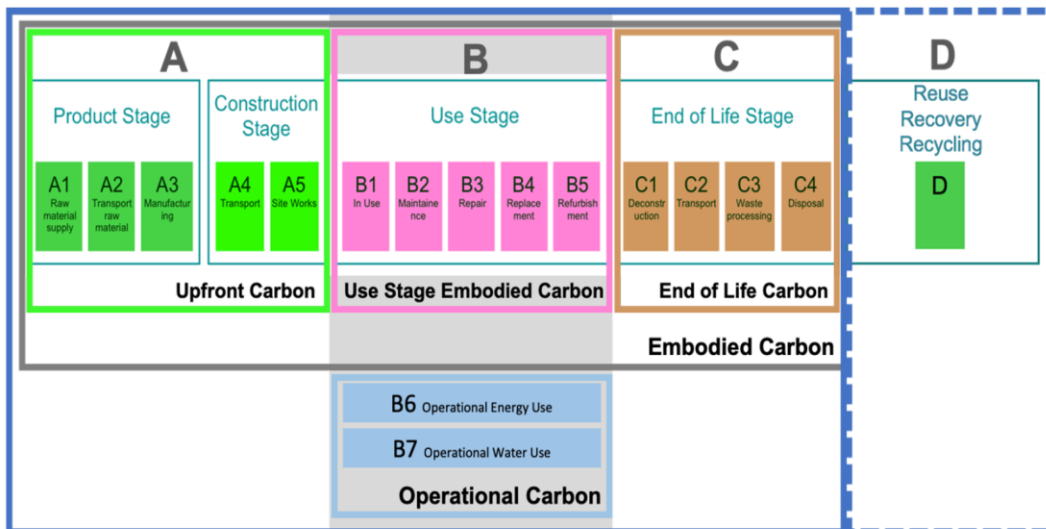 A
B
C
D
Product Stage
Construction
Stage
Use Stage
End of Life Stage
Reuse
Recovery
Recycling
A1
Raw
material
supply
A2
Transport
raw
material
A3
Manufactur
ing
A4
Transport
A5
Site Works
B1
In Use
B2
Maintaine
nce
B3
Repair
B4
Replace
ment
B5
Refurbish
ment
C1
Deconst
ruction
C2
Transport
C3
Waste
processing
C4
Disposal
D
Upfront Carbon
Use Stage Embodied Carbon
End of Life Carbon
Embodied Carbon
B6 Operational Energy Use
B7 Operational Water Use
Operational Carbon